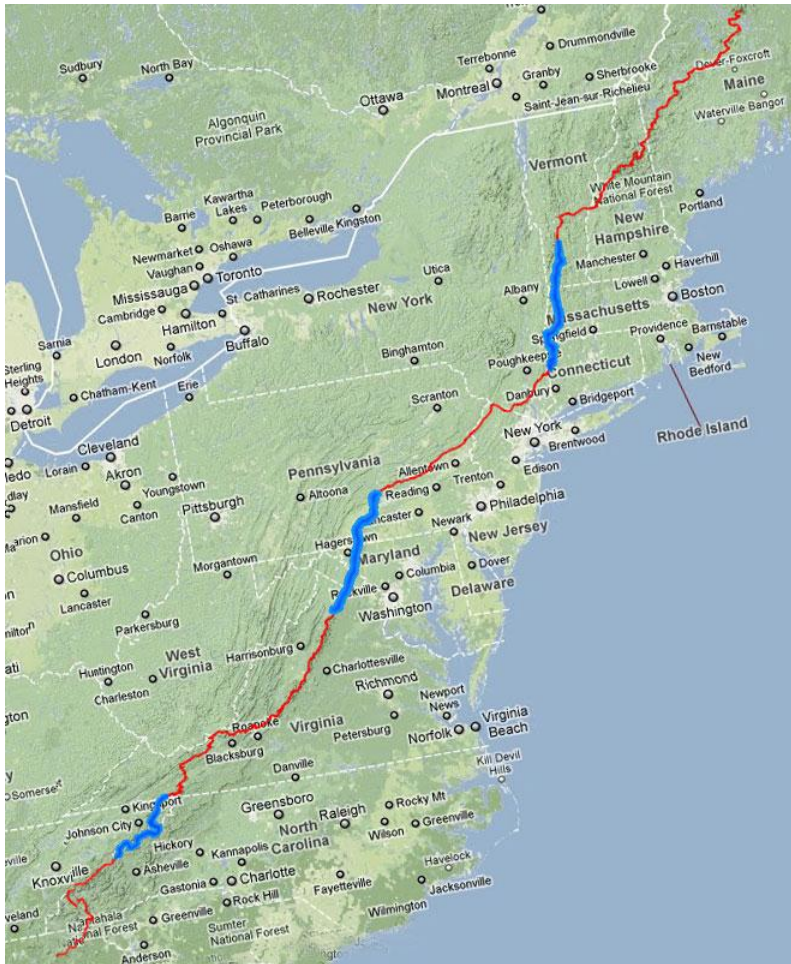 Drummondville
Terrebonne
Sudbury
North Bay
Granby
Sherbrooke
Dover-Foxcroft
Montreal
Maine
Ottawa
Saint-Jean-sur-Richelieu
Waterville Bangor
Algonquin
Provincial Park
Vermont
White Mountain
National Forest
Portland
Kawartha
Lakes
Peterborough
Barrie
Belleville Kingston
New
Hampshire
Newmarket
Oshawa
Vaughan
Toronto
Manchester
Haverhill
Lowell
Mississauga
Utica
St Catharines
Rochester
Albany
Boston
Cambridge
New York
Massachusetts
Hamilton
Sarnia
Buffalo
Springfield
Providence
Barnstable
London
Norfolk
Binghamton
Poughkeepsie
Connecticut
New
Bedford
Sterling
Heights
Chatham-Kent
Erie
Danbury
Bridgeport
Detroit
Scranton
New York
Brentwood
Rhode Island
Cleveland
Lorain
Edison
Akron
Pennsylvania
Allentown
Trenton
Youngstown
Altoona
Reading
Mansfield
Canton
Pittsburgh
Philadelphia
Newark
New Jersey
Ohio
Hagerstown
Maryland
Columbus
Morgantown
Columbia
Dover
Lancaster
Delaware
Washington
Parkersburg
West
Virginia
Harrisonburg
Huntington
Charleston
Charlottesville
Richmond
Newport
News
Roanoke
Virginia
Petersburg
Virginia
Beach
Blacksburg
Norfolk
Danville
Kill Devil
Hills
Somerset
Kingsport
Greensboro
Rocky Mt
Johnson City
Raleigh
North
Carolina
Wilson
Greenville
Hickory
Kannapolis
Asheville
Havelock
Gastonia
Charlotte
Fayetteville
Jacksonville
Rock Hill
Greenville
Wilmington
National Forest
Sumter
National Forest
Anderson